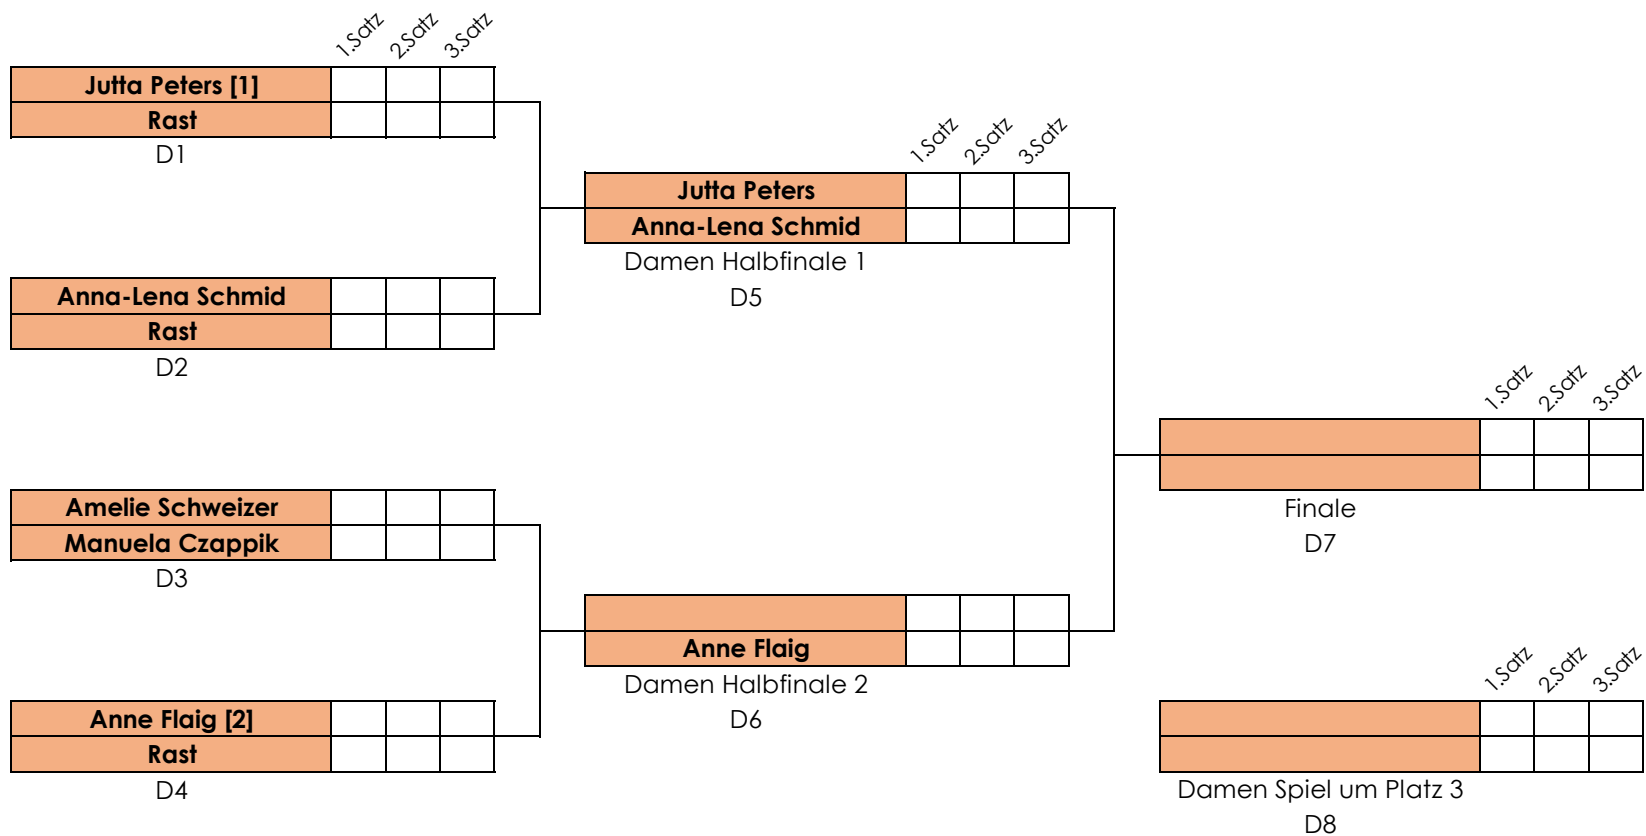 1.Satz 2.Satz 3.Satz
Jutta Peters [1]
Rast
D1
Anna-Lena Schmid
Rast
D2
Amelie Schweizer
Manuela Czappik
D3
Anne Flaig [2]
Rast
D4
1.Satz 2.Satz 3.Satz
Jutta Peters
Anna-Lena Schmid
Damen Halbfinale 1
D5
Anne Flaig
Damen Halbfinale 2
D6
1.Satz 2.Satz 3.Satz
Finale
D7
1.Satz 2.Satz 3.Satz
Damen Spiel um Platz 3
D8